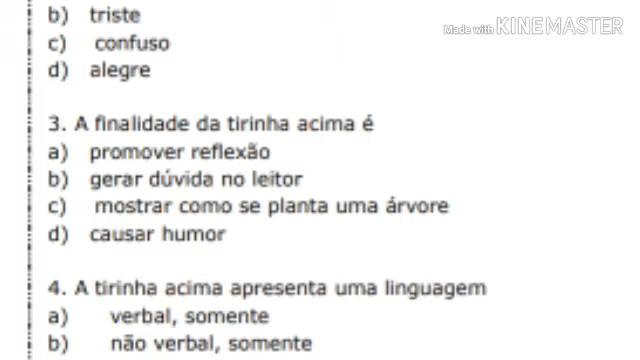 b) triste
Made with KINEMASTER
c) confuso
d) alegre
3. A finalidade da tirinha acima é
a) promover reflexão
b) gerar dúvida no leitor
c) mostrar como se planta uma árvore
d) causar humor
4. A tirinha acima apresenta uma linguagem
a) verbal, somente
b) não verbal, somente